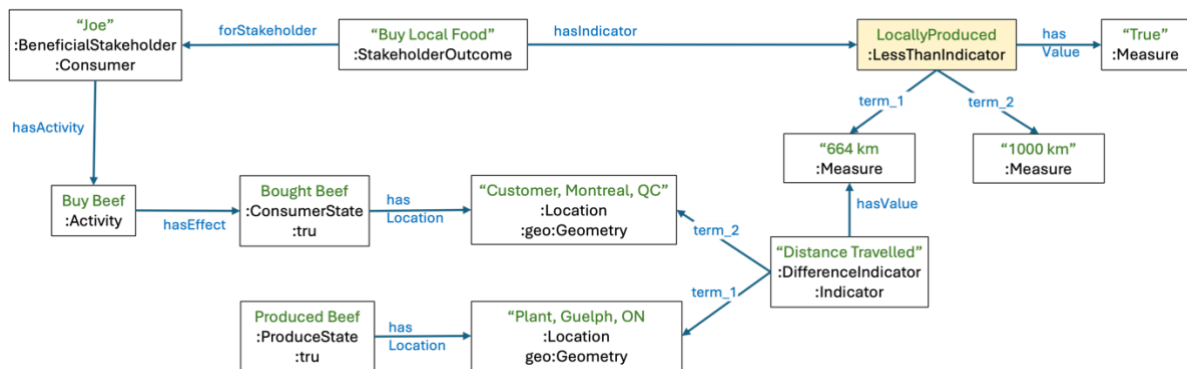 “Joe”
:BeneficialStakeholder
:Consumer
forStakeholder
“Buy Local Food”
:StakeholderOutcome
hasIndicator
LocallyProduced
:LessThanIndicator
has
Value
“True”
:Measure
term_1
term_2
hasActivity
“664 km
:Measure
“1000 km”
:Measure
Buy Beef
:Activity
hasEffect
Bought Beef
:ConsumerState
:tru
has
Location
“Customer, Montreal, QC”
:Location
:geo:Geometry
hasValue
term_2
“Distance Travelled”
:DifferenceIndicator
:Indicator
term_1
Produced Beef
:ProduceState
:tru
has
Location
“Plant, Guelph, ON
:Location
geo:Geometry